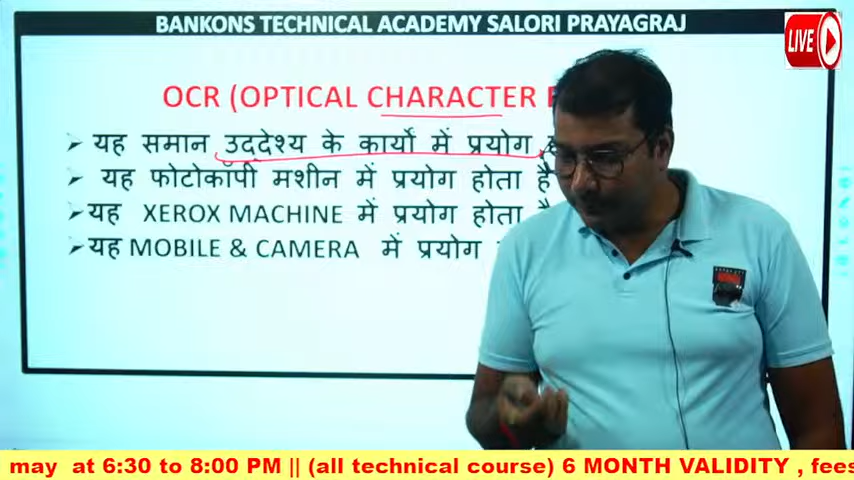 BANKONS TECHNICAL ACADEMY SALORI PRAYAGRAJ
LIVE
OCR (OPTICAL CHARACTER
➤ यह समान उद्देश्य के कार्यो में प्रयोग
➤ यह फोटोकॉपी मशीन में प्रयोग होता है
➤ यह XEROX MACHINE में प्रयोग होता
➤ यह MOBILE & CAMERA में प्रयोग
may at 6:30 to 8:00 PM || (all technical course) 6 MONTH VALIDITY , fees